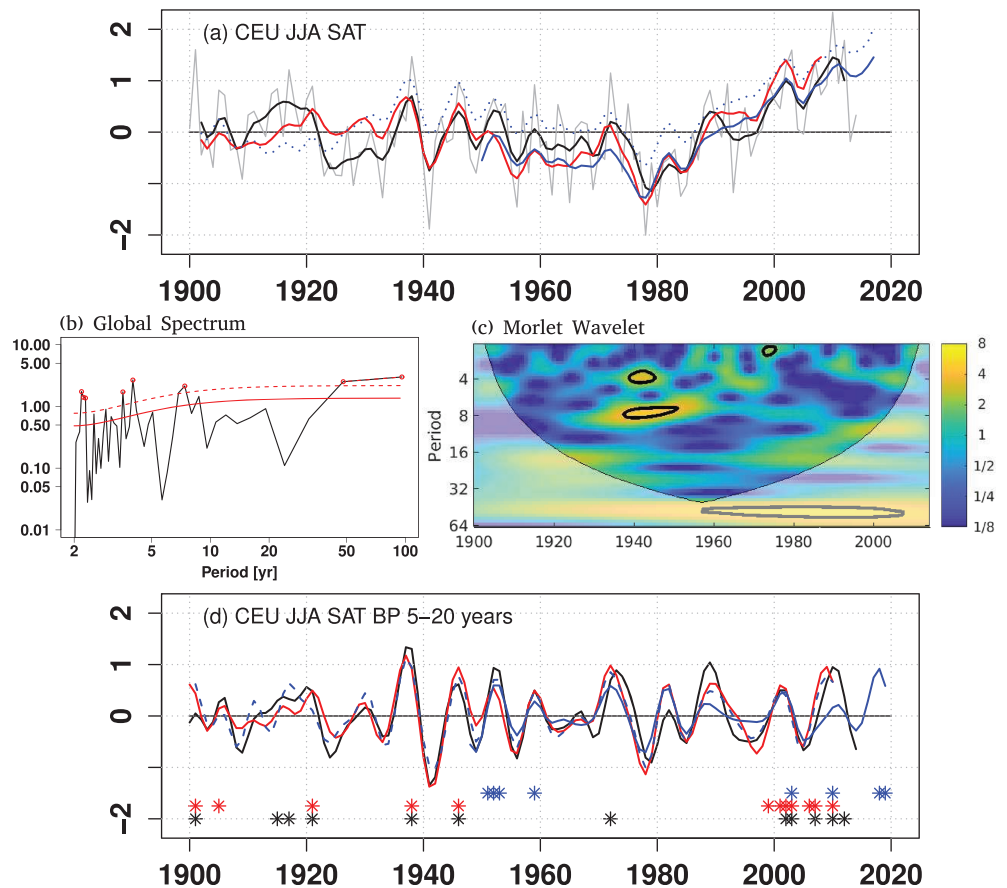 (a) CEU JJA SAT
2
1
0
−2
1900 1920 1940 1960 1980 2000 2020
(b) Global Spectrum
10.00
5.00
1.00
0.50
0.10
0.05
0.01
2 5 10 20 50 100
Period [yr]
(c) Morlet Wavelet
Period
4
8
16
32
64
1900 1920 1940 1960 1980 2000
8
4
2
1
1/2
1/4
1/8
(d) CEU JJA SAT BP 5−20 years
2
1
0
−2
1900 1920 1940 1960 1980 2000 2020